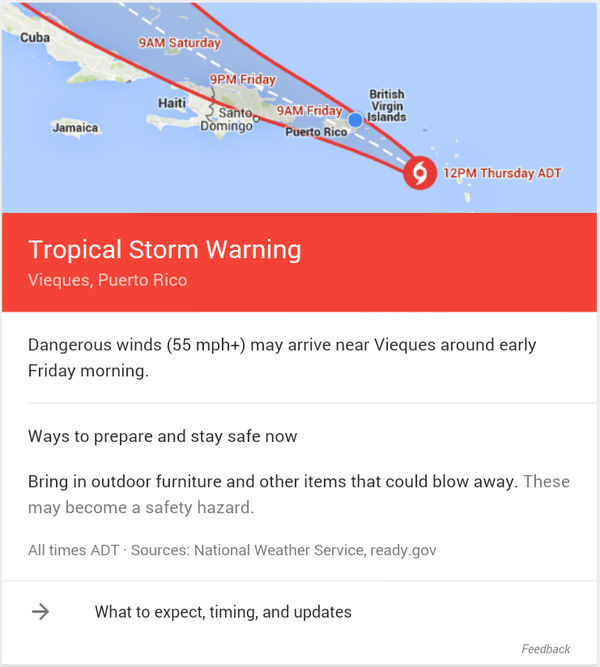 Cuba
9AM Saturday
9PM Friday
Haiti
Santo
Domingo
9AM Friday
British
Virgin
Islands
Jamaica
Puerto Rico
12PM Thursday ADT
Tropical Storm Warning
Vieques, Puerto Rico
Dangerous winds (55 mph+) may arrive near Vieques around early
Friday morning.
Ways to prepare and stay safe now
Bring in outdoor furniture and other items that could blow away. These
may become a safety hazard.
All times ADT · Sources: National Weather Service, ready.gov
What to expect, timing, and updates
Feedback